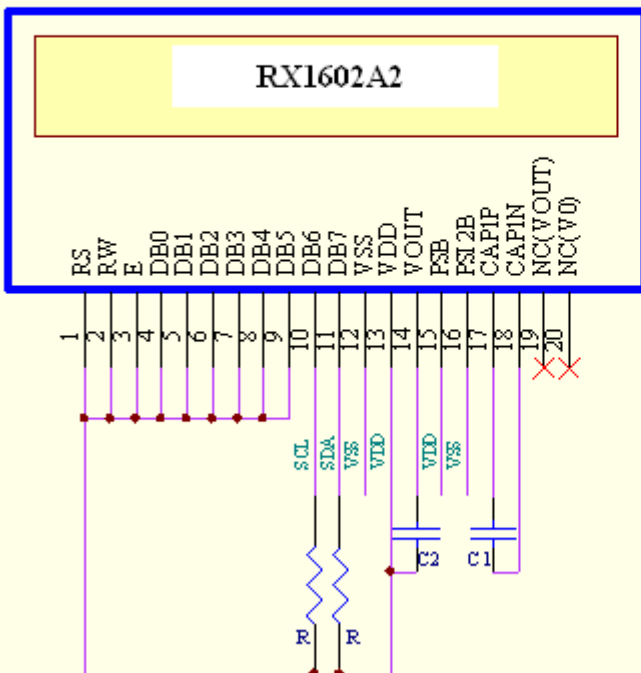 RX1602A2
RS
RW
E
DB0
DB1
DB2
DB3
DB4
DB5
DB6
DB7
VSS
VDD
VOUT
PSB
PSI2B
CAP1P
CAP1N
NC(VOUT)
NC(V0)
1
2
3
4
5
6
7
8
9
10
11
12
13
14
15
16
17
18
19
20
SCL
SDA
VSS
VDD
VDD
VSS
C2
C1
R
R